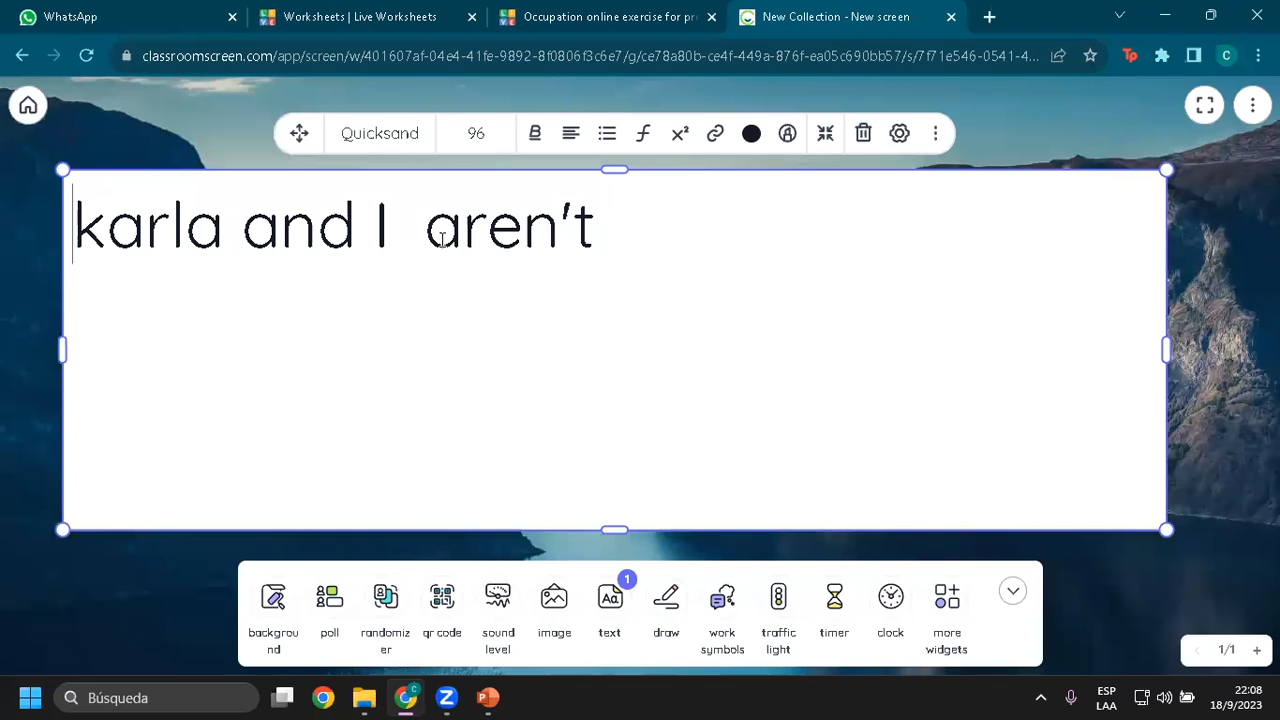 WhatsApp
Worksheets | Live Worksheets
Occupation online exercise for pr
New Collection - New screen
classroomscreen.com/app/screen/w/401607af-04e4-41fe-9892-8f0806f3c6e7/g/ce78a80b-ce4f-449a-876f-ea05c690bb57/s/7f71e546-0541-4...
Tp
C
Quicksand
96
B
karla and I aren't
1
Aa
backgrou
nd
poll
randomiz
er
qr code
sound
level
image
text
draw
work
symbols
traffic
light
timer
clock
more
widgets
1/1
Búsqueda
ESP
LAA
22:08
18/9/2023